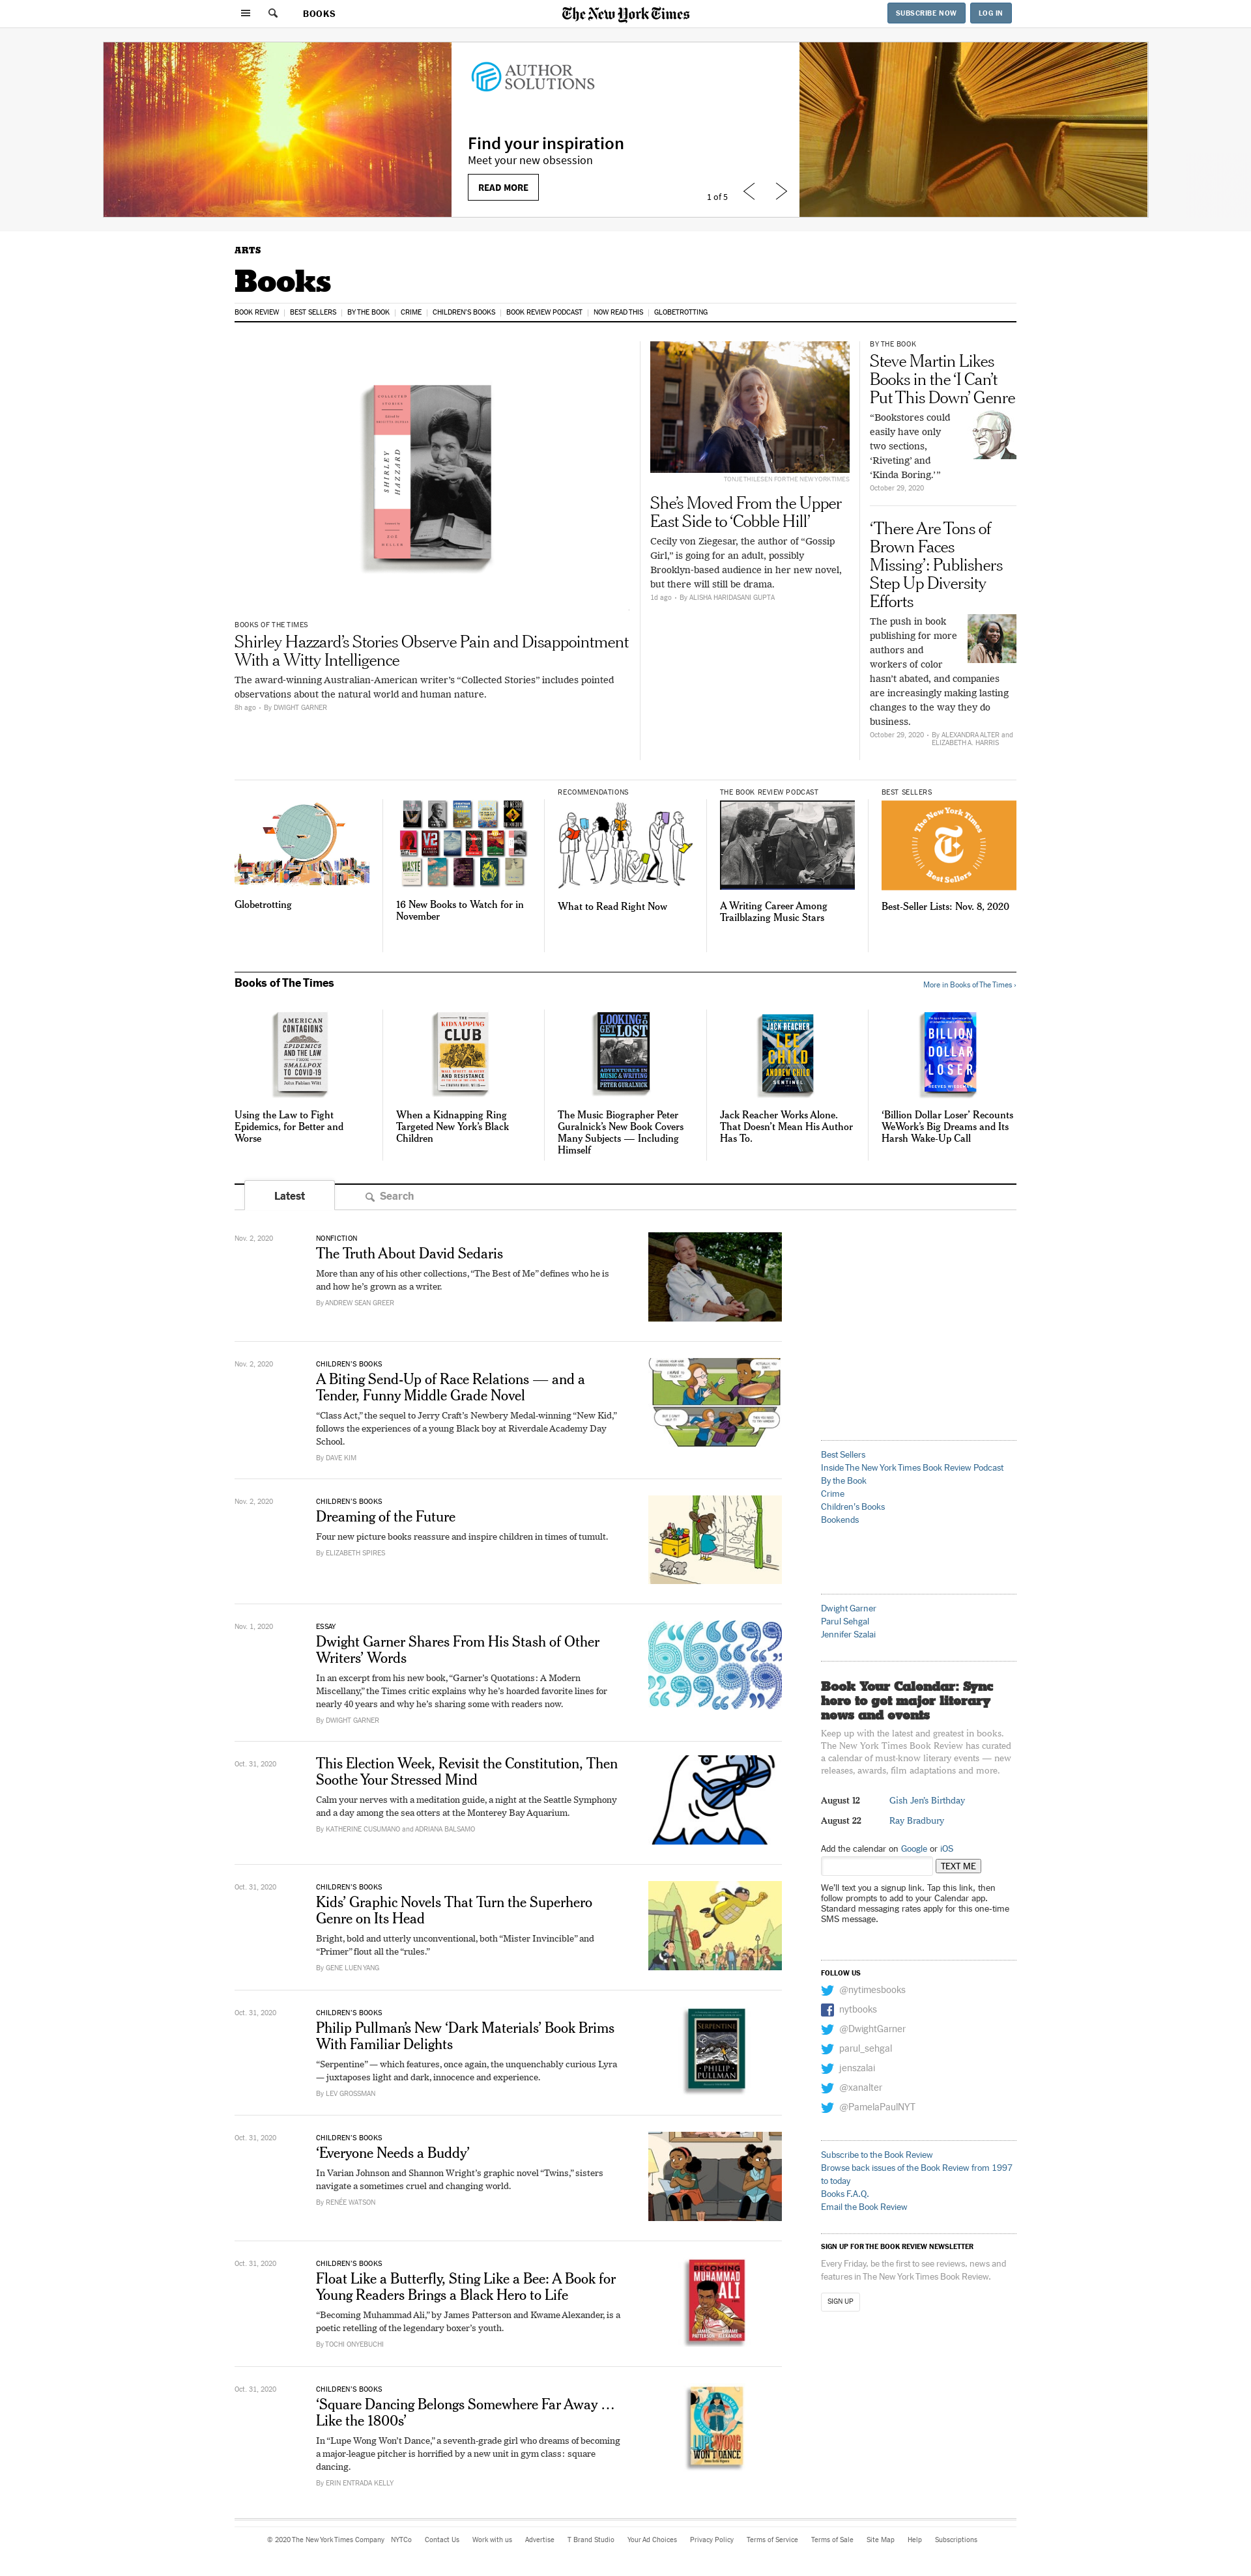 BOOKS
The New York Times
SUBSCRIBE NOW
LOG IN
AUTHOR
SOLUTIONS
Find your inspiration
Meet your new obsession
READ MORE
1 of 5
ARTS
Books
BOOK REVIEW
BEST SELLERS
BY THE BOOK
CRIME
CHILDREN'S BOOKS
BOOK REVIEW PODCAST
NOW READ THIS
GLOBETROTTING
SHIRLEY
HAZZARD
BOOKS OF THE TIMES
Shirley Hazzard’s Stories Observe Pain and Disappointment
With a Witty Intelligence
The award-winning Australian-American writer’s “Collected Stories” includes pointed
observations about the natural world and human nature.
8h ago • By DWIGHT GARNER
TONJE THILESEN FOR THE NEW YORK TIMES
She’s Moved From the Upper
East Side to ‘Cobble Hill’
Cecily von Ziegesar, the author of “Gossip
Girl,” is going for an adult, possibly
Brooklyn-based audience in her new novel,
but there will still be drama.
1d ago • By ALISHA HARIDASANI GUPTA
BY THE BOOK
Steve Martin Likes
Books in the ‘I Can’t
Put This Down’ Genre
“Bookstores could
easily have only
two sections,
‘Riveting’ and
‘Kinda Boring.’”
October 29, 2020
‘There Are Tons of
Brown Faces
Missing’: Publishers
Step Up Diversity
Efforts
The push in book
publishing for more
authors and
workers of color
hasn’t abated, and companies
are increasingly making lasting
changes to the way they do
business.
October 29, 2020 • By ALEXANDRA ALTER and
ELIZABETH A. HARRIS
Globetrotting
16 New Books to Watch for in
November
RECOMMENDATIONS
What to Read Right Now
THE BOOK REVIEW PODCAST
A Writing Career Among
Trailblazing Music Stars
BEST SELLERS
The New York Times
Best Sellers
Best-Seller Lists: Nov. 8, 2020
Books of The Times
More in Books of The Times ›
AMERICAN
CONTAGIONS
EPIDEMICS
AND THE LAW
FROM
SMALLPOX
TO COVID-19
John Fabian Witt
Using the Law to Fight
Epidemics, for Better and
Worse
THE
KIDNAPPING
CLUB
AND RESISTANCE
When a Kidnapping Ring
Targeted New York’s Black
Children
LOOKING TO
GET LOST
ADVENTURES IN
MUSIC & WRITING
PETER GURALNICK
The Music Biographer Peter
Guralnick’s New Book Covers
Many Subjects — Including
Himself
JACK REACHER
LEE
CHILD
ANDREW CHILD
SENTINEL
Jack Reacher Works Alone.
That Doesn’t Mean His Author
Has To.
BILLION
DOLLAR
LOSER
‘Billion Dollar Loser’ Recounts
WeWork’s Big Dreams and Its
Harsh Wake-Up Call
Latest
Search
Nov. 2, 2020
NONFICTION
The Truth About David Sedaris
More than any of his other collections, “The Best of Me” defines who he is
and how he’s grown as a writer.
By ANDREW SEAN GREER
Nov. 2, 2020
CHILDREN’S BOOKS
A Biting Send-Up of Race Relations — and a
Tender, Funny Middle Grade Novel
“Class Act,” the sequel to Jerry Craft’s Newbery Medal-winning “New Kid,”
follows the experiences of a young Black boy at Riverdale Academy Day
School.
By DAVE KIM
Nov. 2, 2020
CHILDREN’S BOOKS
Dreaming of the Future
Four new picture books reassure and inspire children in times of tumult.
By ELIZABETH SPIRES
Nov. 1, 2020
ESSAY
Dwight Garner Shares From His Stash of Other
Writers’ Words
In an excerpt from his new book, “Garner’s Quotations: A Modern
Miscellany,” the Times critic explains why he’s hoarded favorite lines for
nearly 40 years and why he’s sharing some with readers now.
By DWIGHT GARNER
Oct. 31, 2020
This Election Week, Revisit the Constitution, Then
Soothe Your Stressed Mind
Calm your nerves with a meditation guide, a night at the Seattle Symphony
and a day among the sea otters at the Monterey Bay Aquarium.
By KATHERINE CUSUMANO and ADRIANA BALSAMO
Oct. 31, 2020
CHILDREN’S BOOKS
Kids’ Graphic Novels That Turn the Superhero
Genre on Its Head
Bright, bold and utterly unconventional, both “Mister Invincible” and
“Primer” flout all the “rules.”
By GENE LUEN YANG
Oct. 31, 2020
CHILDREN’S BOOKS
Philip Pullman’s New ‘Dark Materials’ Book Brims
With Familiar Delights
“Serpentine” — which features, once again, the unquenchably curious Lyra
— juxtaposes light and dark, innocence and experience.
By LEV GROSSMAN
SERPENTINE
PHILIP
PULLMAN
Oct. 31, 2020
CHILDREN’S BOOKS
‘Everyone Needs a Buddy’
In Varian Johnson and Shannon Wright’s graphic novel “Twins,” sisters
navigate a sometimes cruel and changing world.
By RENÉE WATSON
Oct. 31, 2020
CHILDREN’S BOOKS
Float Like a Butterfly, Sting Like a Bee: A Book for
Young Readers Brings a Black Hero to Life
“Becoming Muhammad Ali,” by James Patterson and Kwame Alexander, is a
poetic retelling of the legendary boxer’s youth.
By TOCHI ONYEBUCHI
BECOMING
MUHAMMAD
ALI
Oct. 31, 2020
CHILDREN’S BOOKS
‘Square Dancing Belongs Somewhere Far Away …
Like the 1800s’
In “Lupe Wong Won’t Dance,” a seventh-grade girl who dreams of becoming
a major-league pitcher is horrified by a new unit in gym class: square
dancing.
By ERIN ENTRADA KELLY
LUPE WONG
WON'T DANCE
Best Sellers
Inside The New York Times Book Review Podcast
By the Book
Crime
Children's Books
Bookends
Dwight Garner
Parul Sehgal
Jennifer Szalai
Book Your Calendar: Sync
here to get major literary
news and events
Keep up with the latest and greatest in books.
The New York Times Book Review has curated
a calendar of must-know literary events — new
releases, awards, film adaptations and more.
August 12 Gish Jen's Birthday
August 22 Ray Bradbury
Add the calendar on Google or iOS
TEXT ME
We'll text you a signup link. Tap this link, then
follow prompts to add to your Calendar app.
Standard messaging rates apply for this one-time
SMS message.
FOLLOW US
@nytimesbooks
nytbooks
@DwightGarner
parul_sehgal
jenszalai
@xanalter
@PamelaPaulNYT
Subscribe to the Book Review
Browse back issues of the Book Review from 1997
to today
Books F.A.Q.
Email the Book Review
SIGN UP FOR THE BOOK REVIEW NEWSLETTER
Every Friday, be the first to see reviews, news and
features in The New York Times Book Review.
SIGN UP
© 2020 The New York Times Company NYTCo Contact Us Work with us Advertise T Brand Studio Your Ad Choices Privacy Policy Terms of Service Terms of Sale Site Map Help Subscriptions